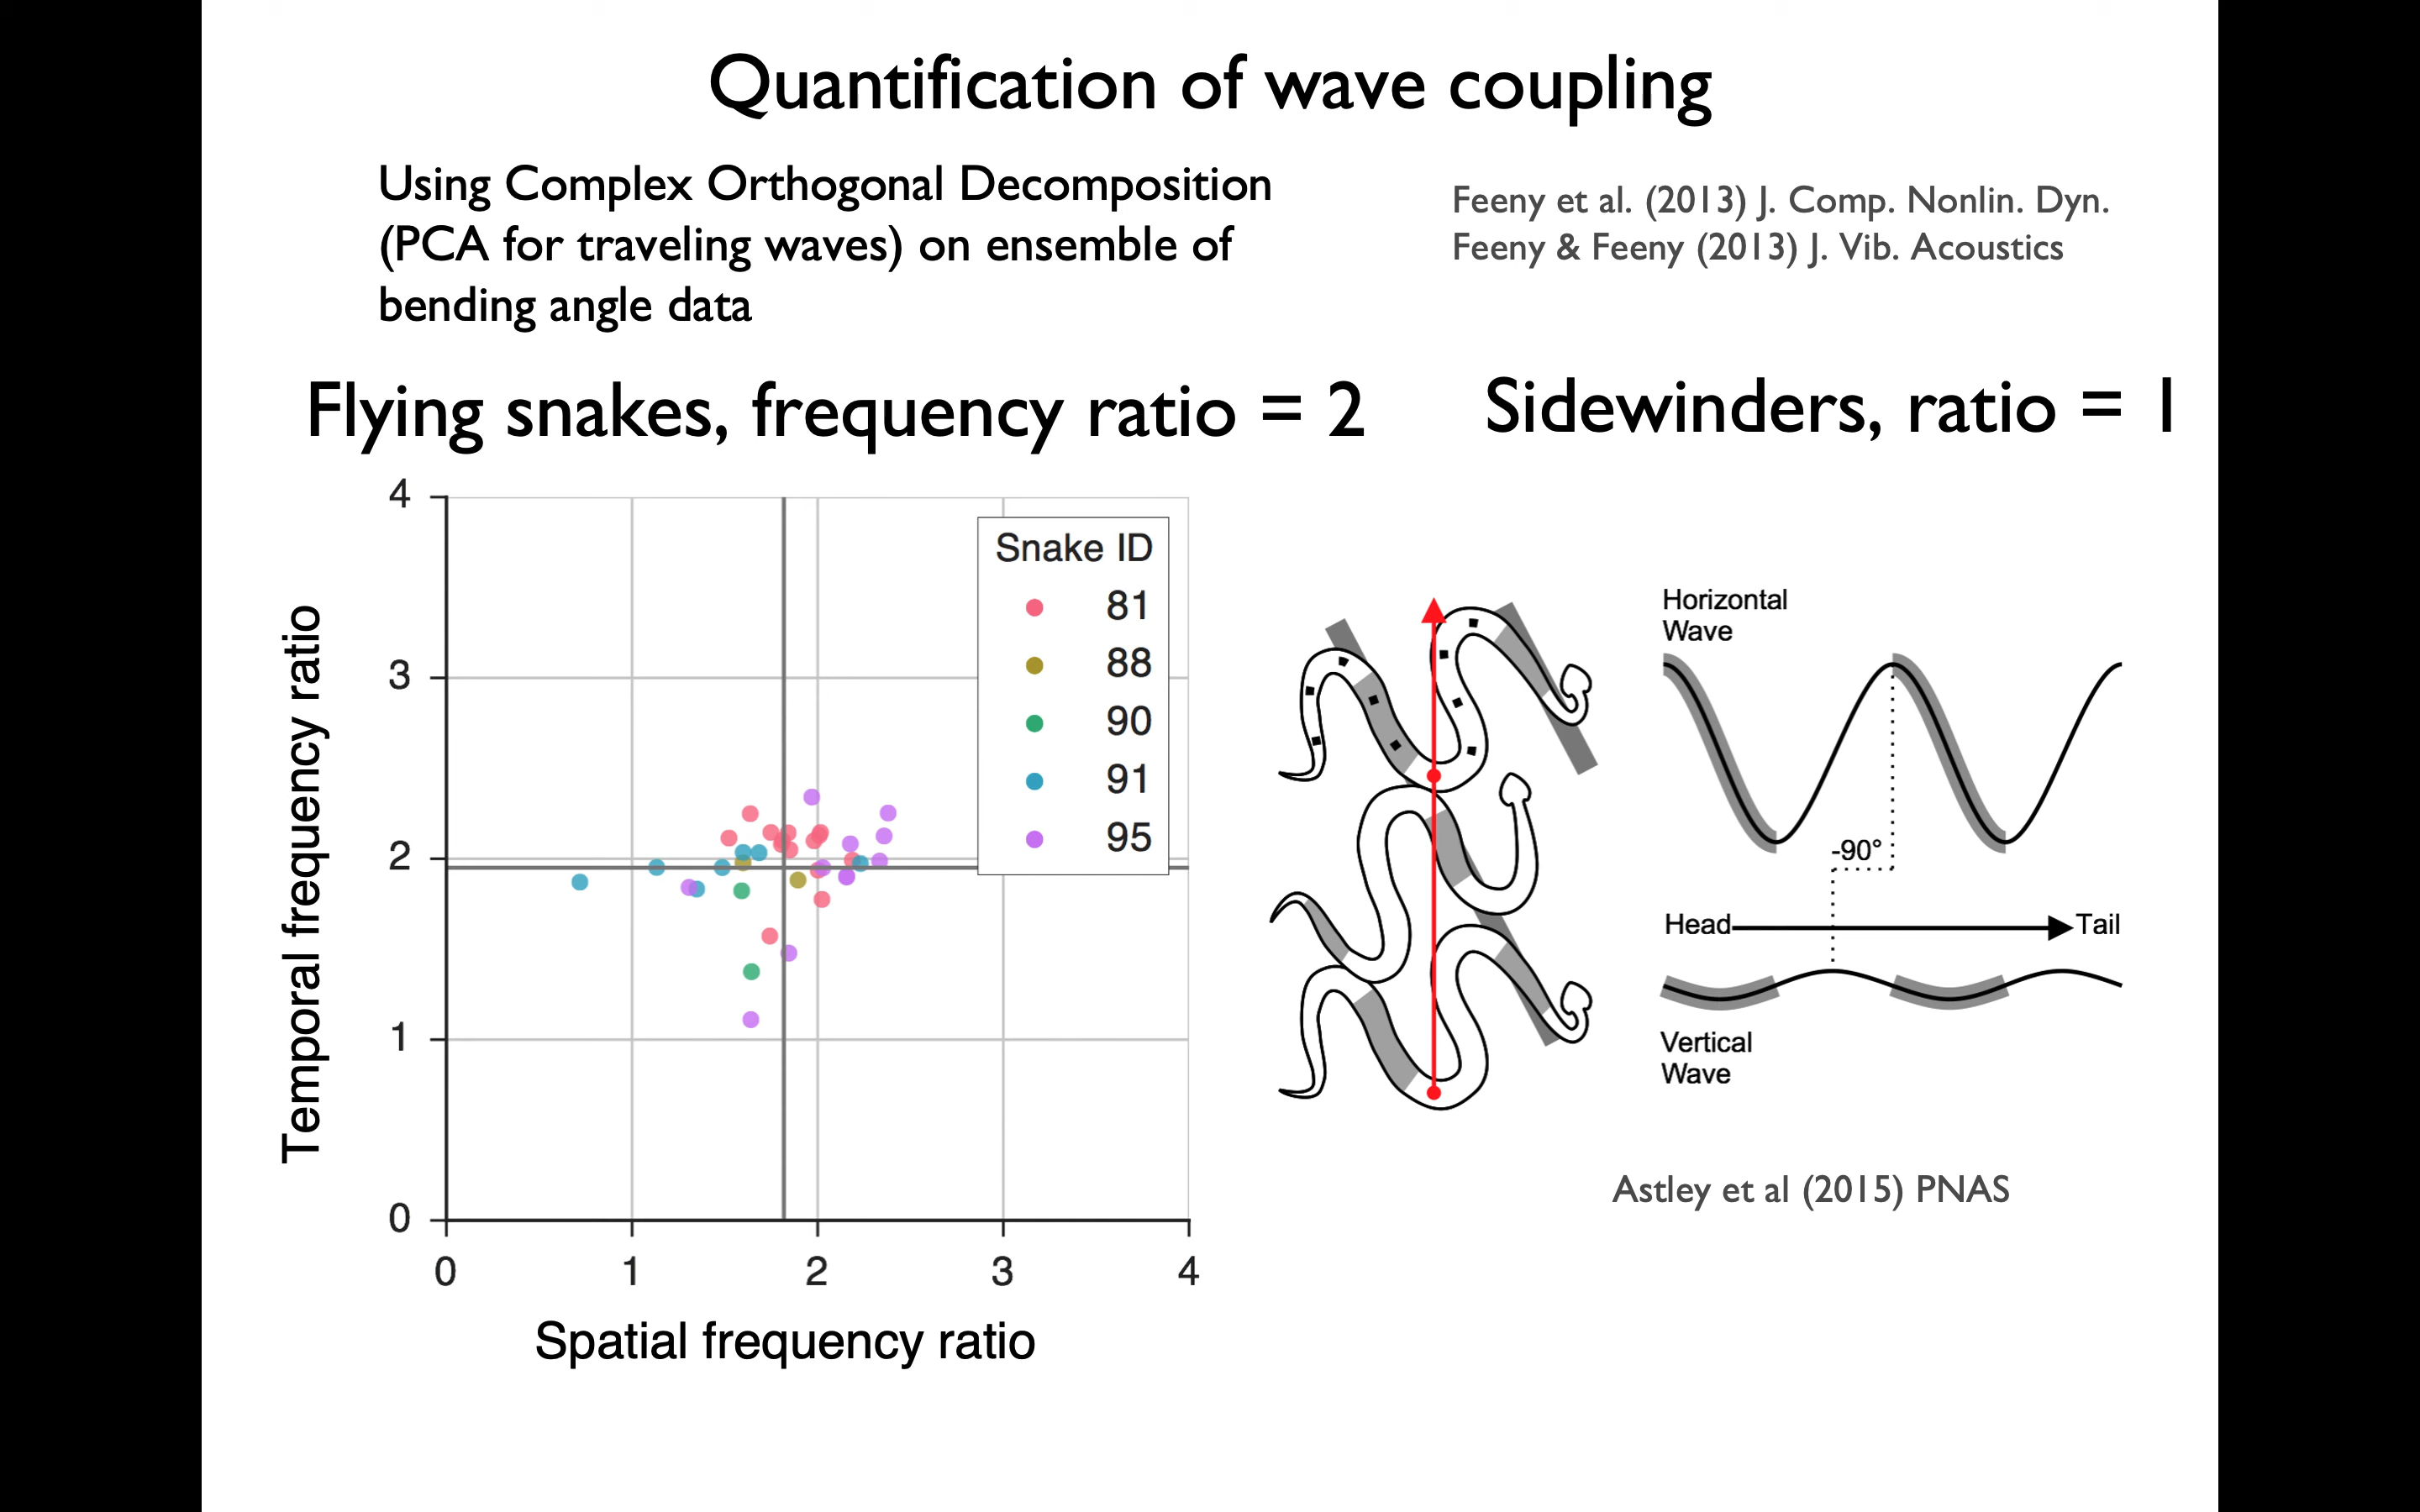 Quantification of wave coupling
Using Complex Orthogonal Decomposition
(PCA for traveling waves) on ensemble of
bending angle data
Feeny et al. (2013) J. Comp. Nonlin. Dyn.
Feeny & Feeny (2013) J. Vib. Acoustics
Flying snakes, frequency ratio = 2
Sidewinders, ratio = 1
Temporal frequency ratio
4
3
2
1
0
0 1 2 3 4
Spatial frequency ratio
Snake ID
81
88
90
91
95
Horizontal
Wave
-90°
Head
Tail
Vertical
Wave
Astley et al (2015) PNAS